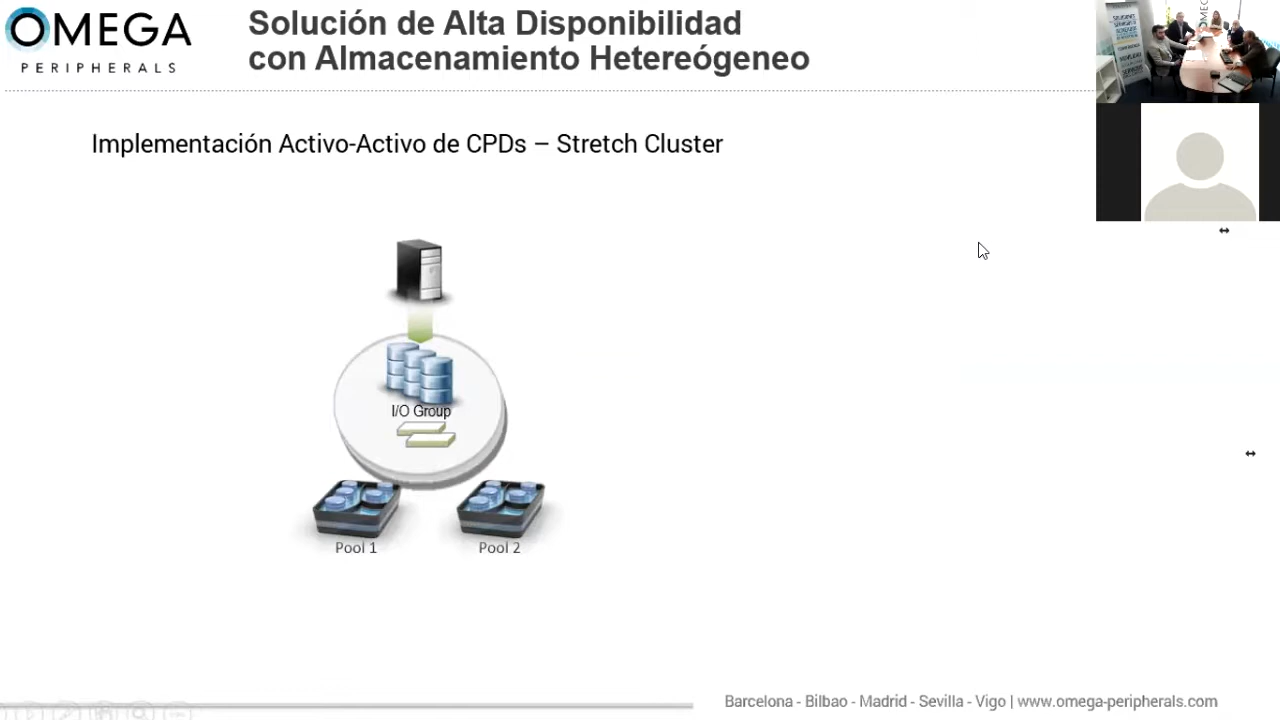 OMEGA
PERIPHERALS
Solución de Alta Disponibilidad
con Almacenamiento Hetereógeneo
Implementación Activo-Activo de CPDs – Stretch Cluster
I/O Group
Pool 1
Pool 2
Barcelona - Bilbao - Madrid - Sevilla - Vigo | www.omega-peripherals.com